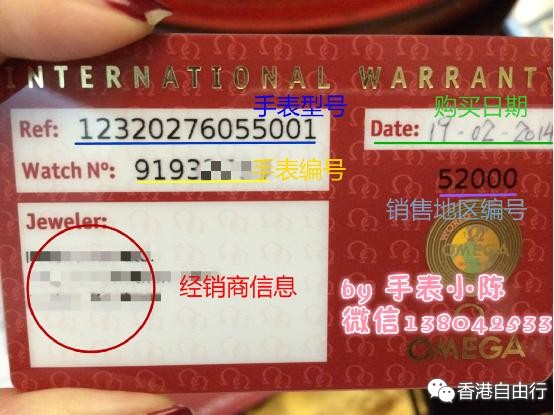 INTERNATIONAL WARRANTY
手表型号
购买日期
Ref: 12320276055001
Date: 19-02-2014
Watch Nº: 9193
手表编号
52000
销售地区编号
Jeweler:
经销商信息
OMEGA
by 手表小陈
微信138042533
OMEGA
香港自由行